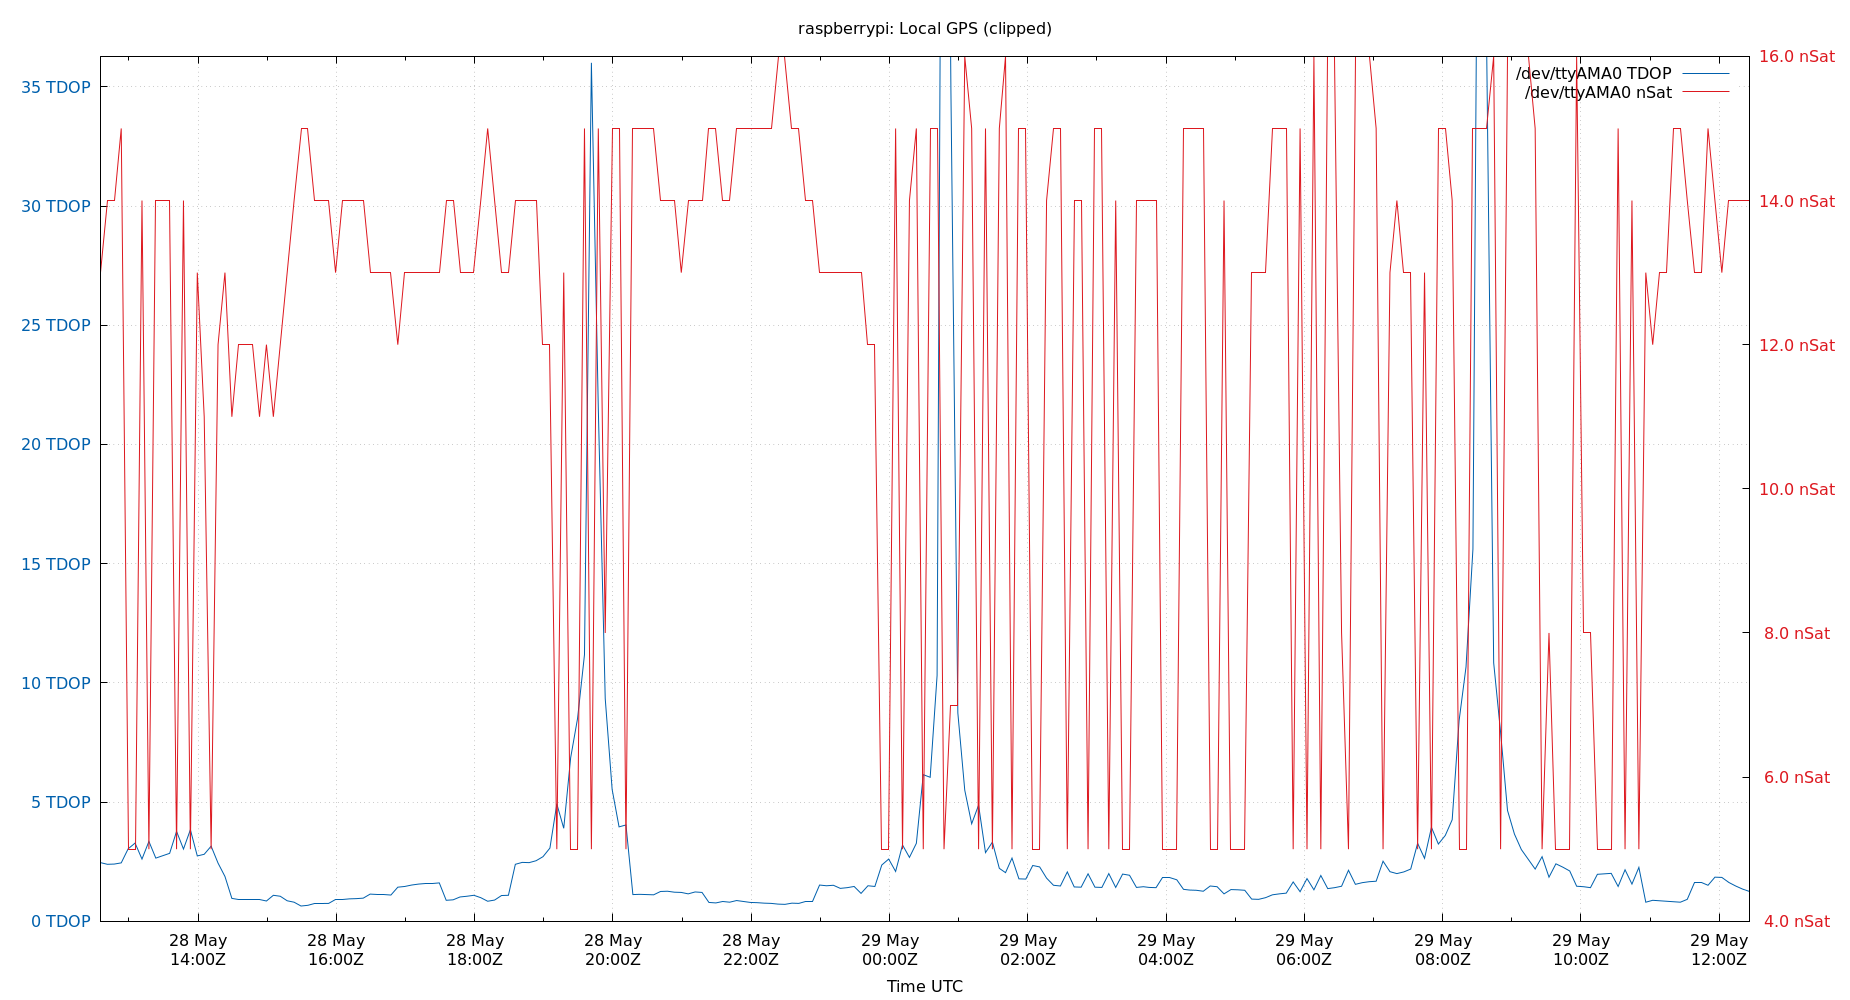 raspberrypi: Local GPS (clipped)
/dev/ttyAMA0 TDOP
/dev/ttyAMA0 nSat
35 TDOP
30 TDOP
25 TDOP
20 TDOP
15 TDOP
10 TDOP
5 TDOP
0 TDOP
16.0 nSat
14.0 nSat
12.0 nSat
10.0 nSat
8.0 nSat
6.0 nSat
4.0 nSat
28 May
14:00Z
28 May
16:00Z
28 May
18:00Z
28 May
20:00Z
28 May
22:00Z
29 May
00:00Z
29 May
02:00Z
29 May
04:00Z
29 May
06:00Z
29 May
08:00Z
29 May
10:00Z
29 May
12:00Z
Time UTC